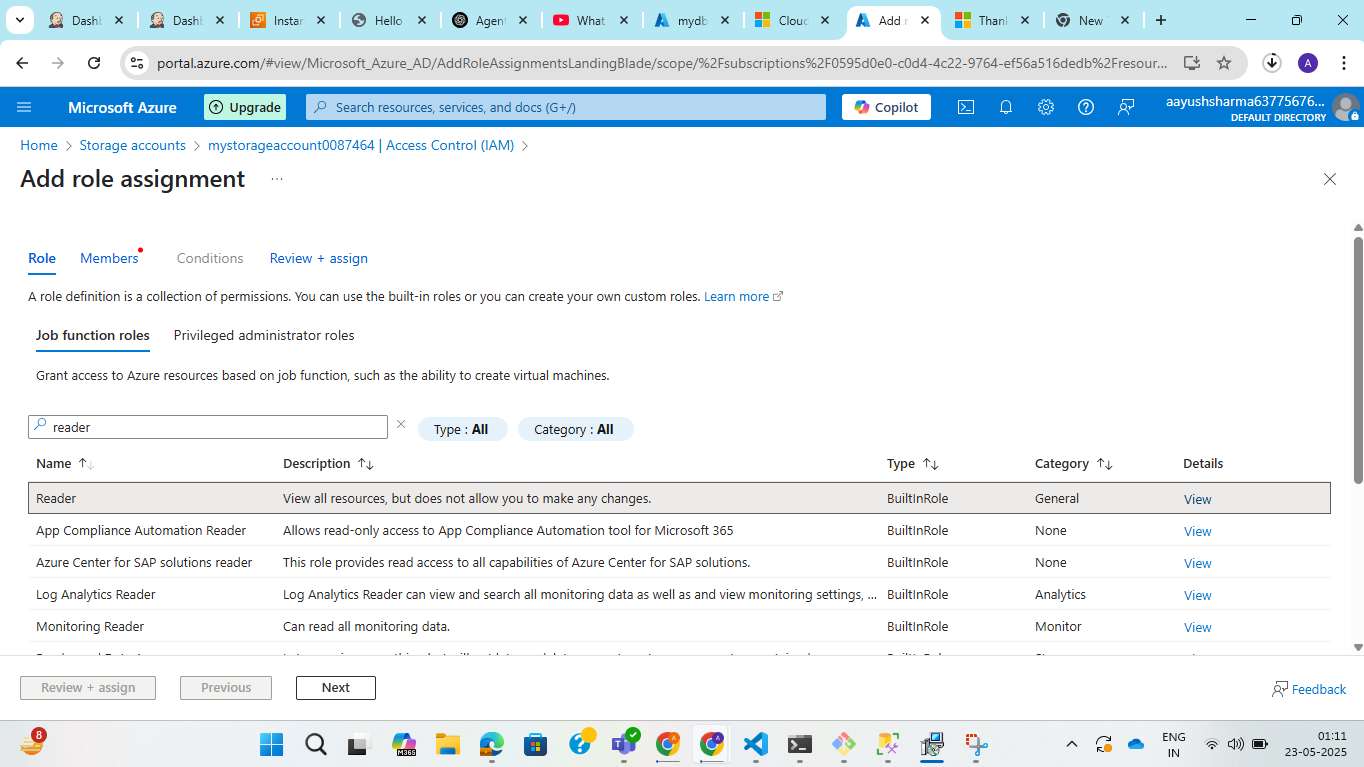 Dashb
Dashb
Instan
Hello
Agent
What
mydb
Cloud
Add r
Thank
New
portal.azure.com/#view/Microsoft_Azure_AD/AddRoleAssignmentsLandingBlade/scope/%2Fsubscriptions%2F0595d0e0-c0d4-4c22-9764-ef56a516dedb%2Fresour...
A
Microsoft Azure
Upgrade
Search resources, services, and docs (G+/)
Copilot
aayushsharma63775676...
DEFAULT DIRECTORY
Home > Storage accounts > mystorageaccount0087464 | Access Control (IAM) >
Add role assignment ...
Role Members Conditions Review + assign
A role definition is a collection of permissions. You can use the built-in roles or you can create your own custom roles. Learn more
Job function roles Privileged administrator roles
Grant access to Azure resources based on job function, such as the ability to create virtual machines.
reader
Type : All
Category : All
Name Description Type Category Details
Reader View all resources, but does not allow you to make any changes. BuiltInRole General View
App Compliance Automation Reader Allows read-only access to App Compliance Automation tool for Microsoft 365 BuiltInRole None View
Azure Center for SAP solutions reader This role provides read access to all capabilities of Azure Center for SAP solutions. BuiltInRole None View
Log Analytics Reader Log Analytics Reader can view and search all monitoring data as well as and view monitoring settings, ... BuiltInRole Analytics View
Monitoring Reader Can read all monitoring data. BuiltInRole Monitor View
Review + assign Previous Next
Feedback
8
M365
ENG
IN
01:11
23-05-2025